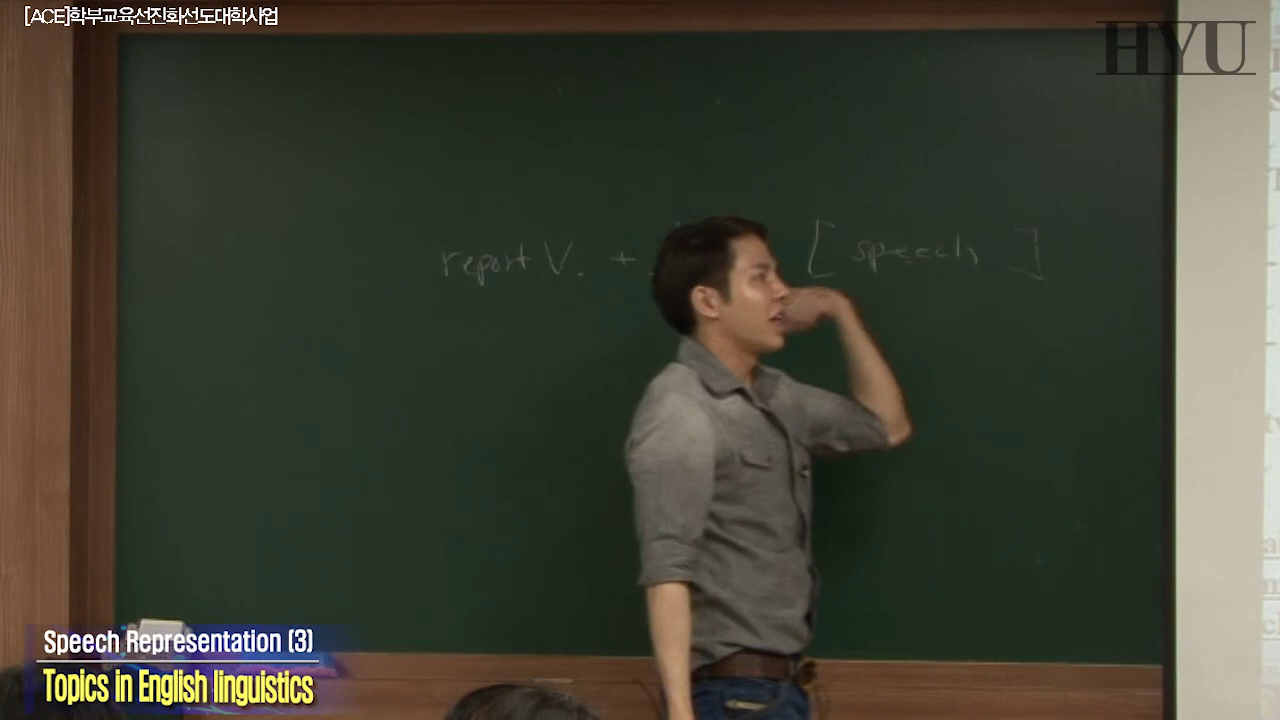 [ACE]학부교육선진화선도대학사업
HYU
report V. + [ speech ]
Speech Representation (3)
Topics in English linguistics